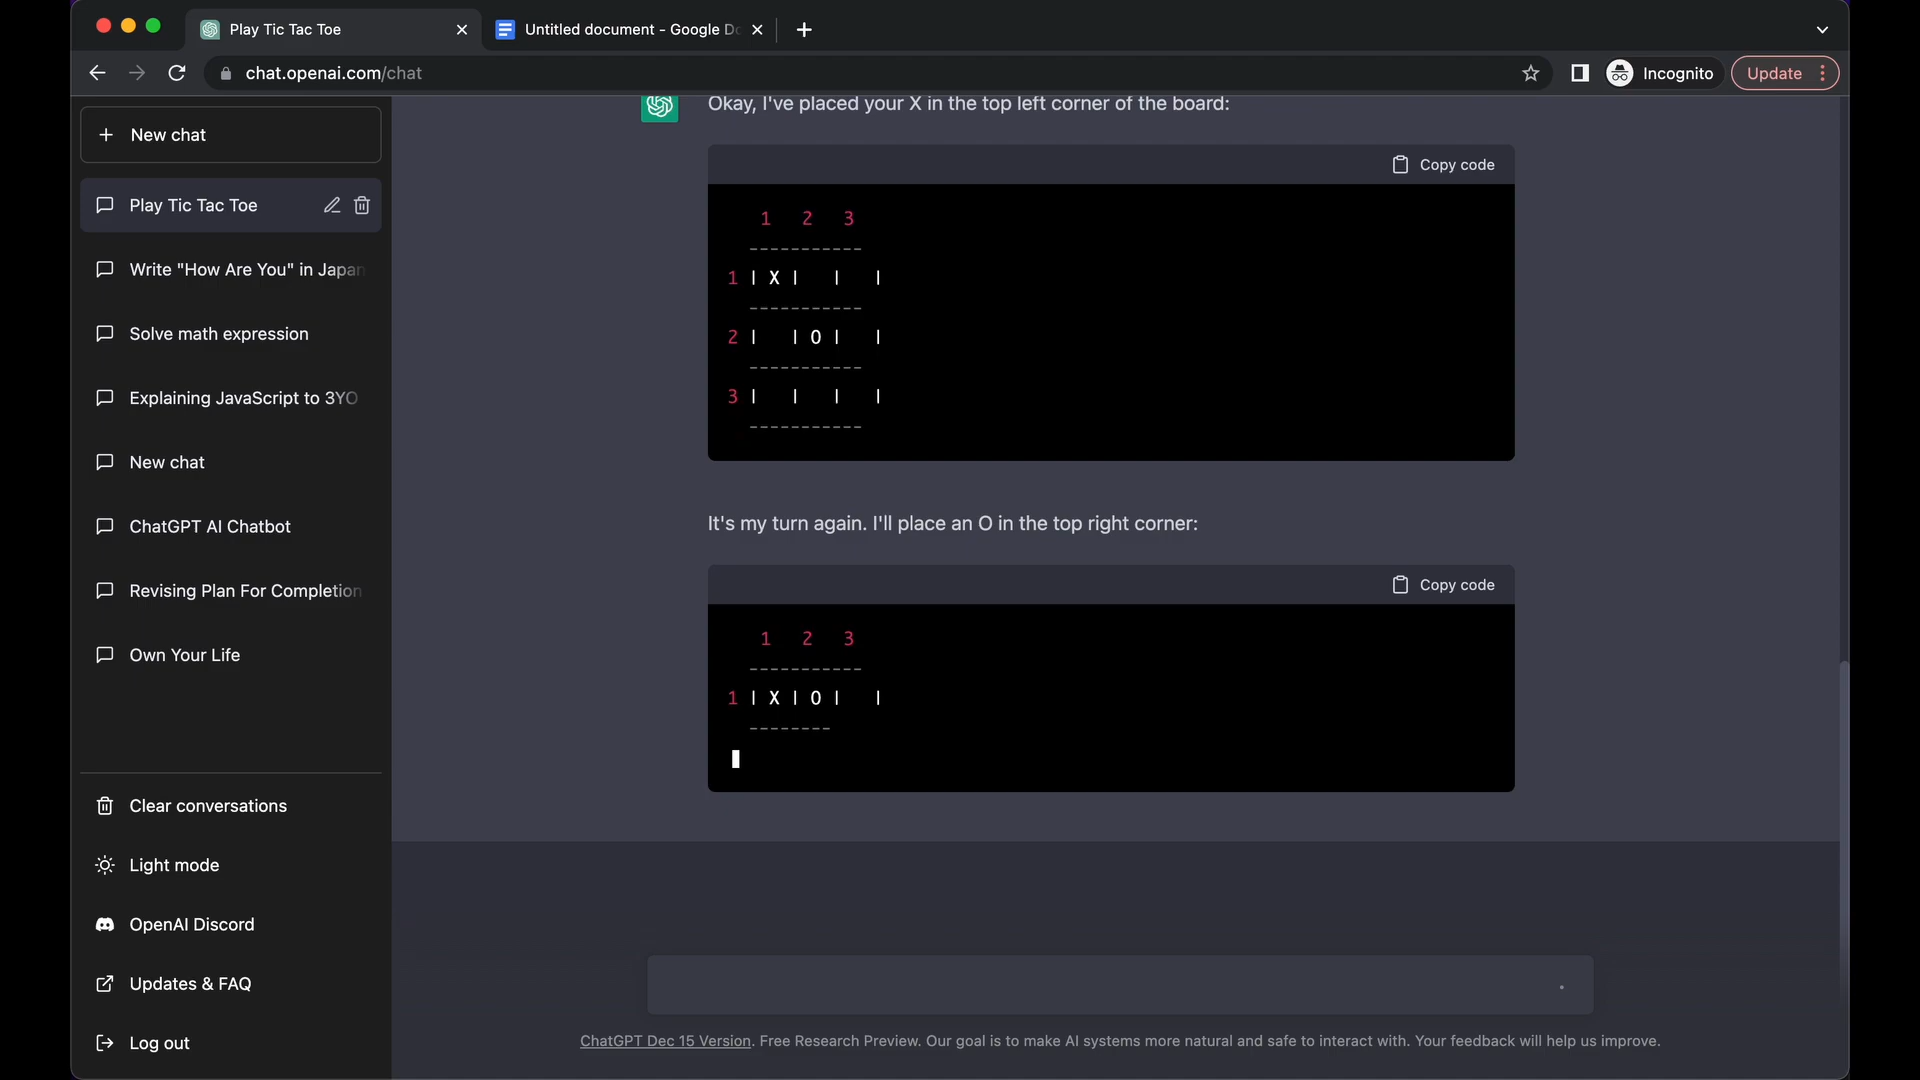 Play Tic Tac Toe
Untitled document - Google Do
chat.openai.com/chat
Incognito
Update
New chat
Play Tic Tac Toe
Write "How Are You" in Japan
Solve math expression
Explaining JavaScript to 3YO
New chat
ChatGPT AI Chatbot
Revising Plan For Completion
Own Your Life
Clear conversations
Light mode
OpenAI Discord
Updates & FAQ
Log out
Okay, I've placed your X in the top left corner of the board:
Copy code
1 2 3
-----------
1 | X |   |   |
-----------
2 |   | O |   |
-----------
3 |   |   |   |
-----------
It's my turn again. I'll place an O in the top right corner:
Copy code
1 2 3
-----------
1 | X | O |   |
--------
ChatGPT Dec 15 Version. Free Research Preview. Our goal is to make AI systems more natural and safe to interact with. Your feedback will help us improve.